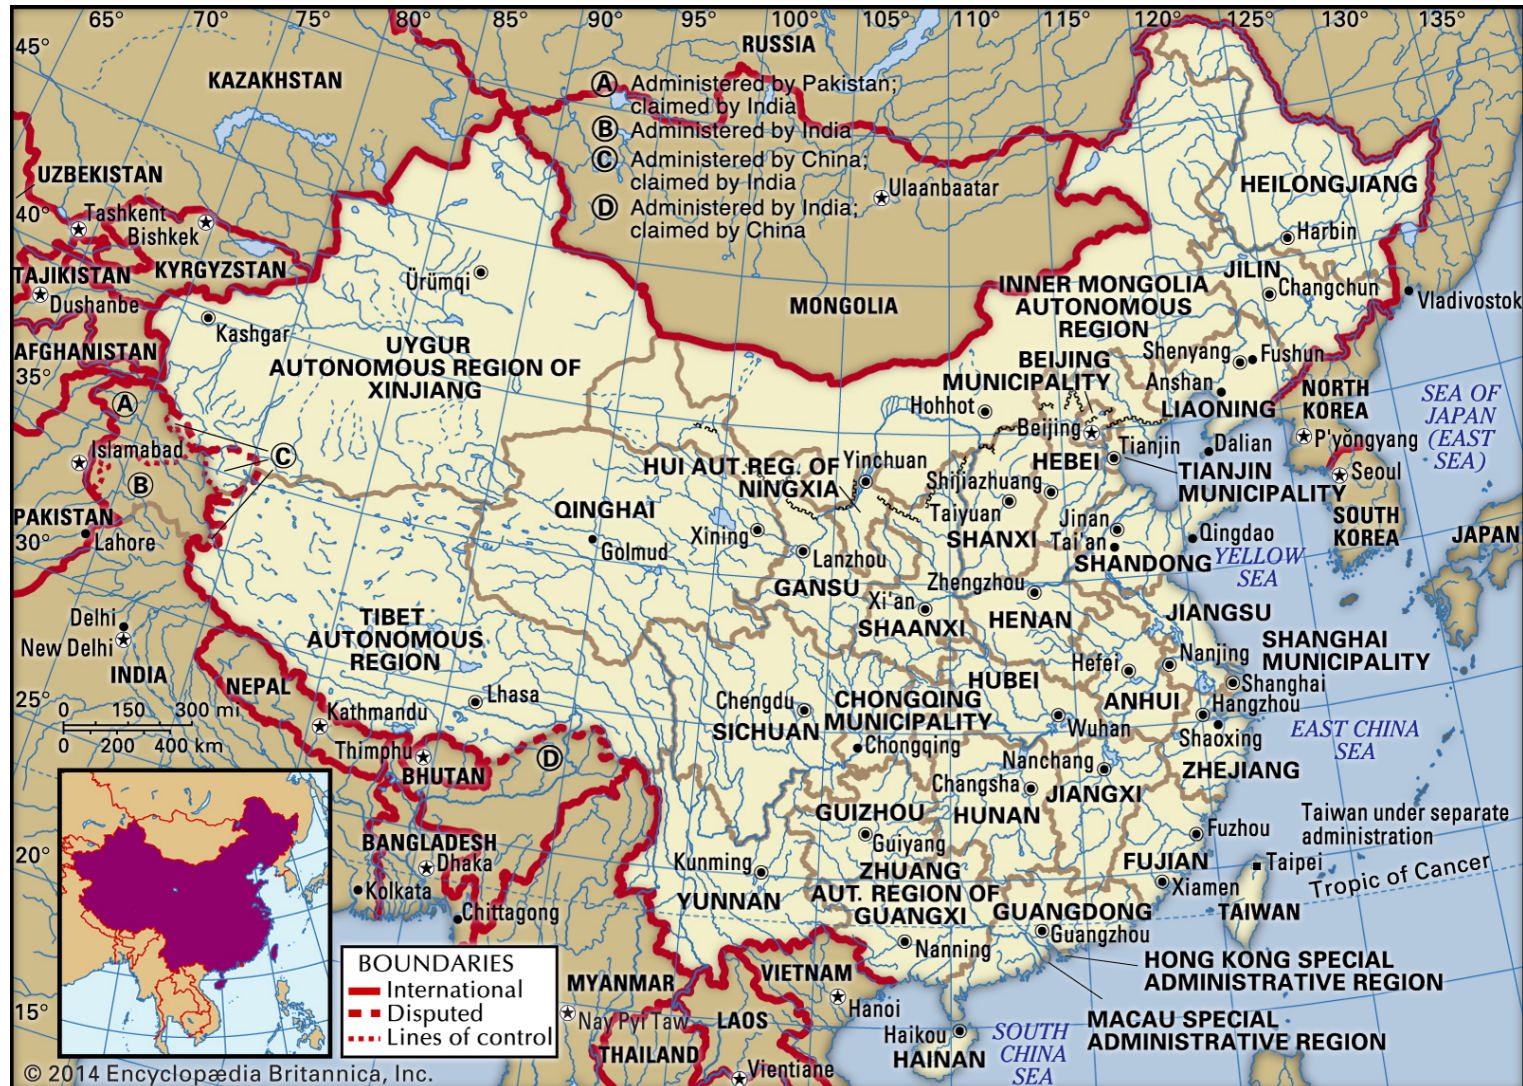 65°
70°
75°
80°
85°
90°
95°
100°
105°
110°
115°
120°
125°
130°
135°
45°
RUSSIA
KAZAKHSTAN
Ⓐ Administered by Pakistan;
claimed by India
Ⓑ Administered by India
Ⓒ Administered by China;
claimed by India
Ⓓ Administered by India;
claimed by China
UZBEKISTAN
40°
Tashkent
Bishkek
Ulaanbaatar
HEILONGJIANG
Harbin
TAJIKISTAN
Dushanbe
KYRGYZSTAN
Ürümqi
MONGOLIA
INNER MONGOLIA
AUTONOMOUS
REGION
JILIN
Changchun
Vladivostok
Kashgar
AFGHANISTAN
35°
UYGUR
AUTONOMOUS REGION OF
XINJIANG
BEIJING
MUNICIPALITY
Shenyang
Fushun
Anshan
LIAONING
NORTH
KOREA
SEA OF
JAPAN
(EAST
SEA)
A
Hohhot
Beijing
Tianjin
Dalian
P'yŏngyang
Islamabad
C
B
HUI AUT. REG. OF
NINGXIA
Yinchuan
HEBEI
Shijiazhuang
TIANJIN
MUNICIPALITY
Seoul
PAKISTAN
Lahore
30°
QINGHAI
Golmud
Xining
Lanzhou
GANSU
Taiyuan
SHANXI
Jinan
Tai'an
SHANDONG
Qingdao
YELLOW
SEA
SOUTH
KOREA
JAPAN
Zhengzhou
Xi'an
SHAANXI
HENAN
JIANGSU
Delhi
New Delhi
INDIA
TIBET
AUTONOMOUS
REGION
SHANGHAI
MUNICIPALITY
Hefei
Nanjing
NEPAL
25°
Kathmandu
Lhasa
Chengdu
SICHUAN
CHONGQING
MUNICIPALITY
Chongqing
HUBEI
Wuhan
ANHUI
Shanghai
Hangzhou
Shaoxing
EAST CHINA
SEA
0 150 300 mi
0 200 400 km
Thimphu
BHUTAN
D
Nanchang
Changsha
JIANGXI
ZHEJIANG
GUIZHOU
Guiyang
HUNAN
Taiwan under separate
administration
Fuzhou
BANGLADESH
Dhaka
20°
Kunming
YUNNAN
ZHUANG
AUT. REGION OF
GUANGXI
FUJIAN
Xiamen
Taipei
Tropic of Cancer
Kolkata
Chittagong
GUANGDONG
Guangzhou
TAIWAN
Nanning
BOUNDARIES
International
Disputed
Lines of control
MYANMAR
Nay Pyi Taw
VIETNAM
Hanoi
HONG KONG SPECIAL
ADMINISTRATIVE REGION
15°
LAOS
Haikou
HAINAN
SOUTH
CHINA
SEA
MACAU SPECIAL
ADMINISTRATIVE REGION
THAILAND
Vientiane
© 2014 Encyclopædia Britannica, Inc.